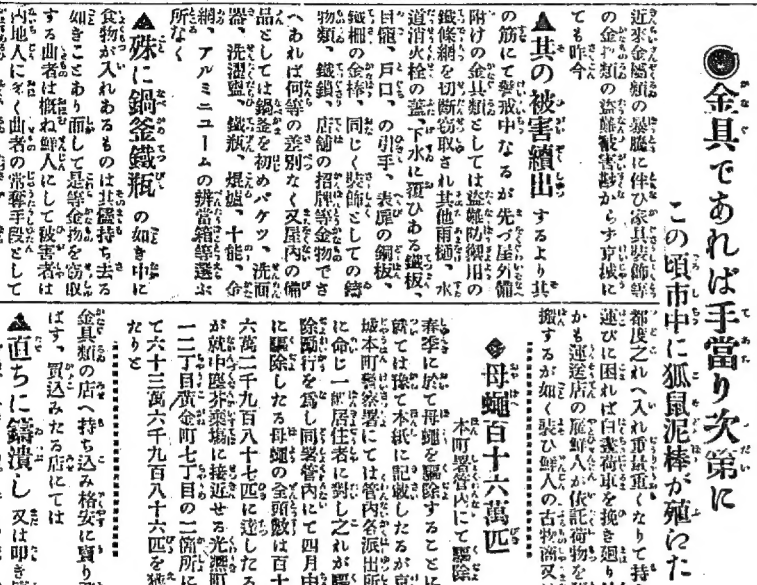 ◉金具であれば手當り次第に
この頃市中に狐鼠泥棒が殖えた
近來金屬類の暴騰に伴ひ家具裝飾等
の金物類の盜難被害尠からず京城に
ても昨今
▲其の被害續出 するより其
の筋にて警戒中なるが先づ屋外備
附けの金具類としては盜難防禦用の
鐵條網を切斷竊取され其他雨樋、水
道消火栓の蓋、下水に覆ひある鐵板、
目籠、戸口、の引手、表扉の銅板、
鐵柵の金棒、同じく裝飾としての鑄
物類、鐵鎖、店舗の招牌等金物でさ
へあれば何等の差別なく又屋内の備
品としては鍋釜を初めバケツ、洗面
器、洗濯盥、鐵瓶、焜爐、十能、金
網、アルミニユームの辨當箱等選ぶ
所なく
▲殊に鍋釜鐵瓶 の如き中に
食物が入れあるものは其儘持ち去る
如きことあり而して是等金物を竊取
する曲者は概ね鮮人にして被害者は
内地人に多く曲者の常奪手段として
都度之れへ入れ重量重くなりて持
運びに困れば白晝荷車を挽き廻り
かも運送店の雇鮮人が依託荷物を
搬するが如く裝ひ鮮人の古物商又
◆母蠅百十六萬匹
本町署管内にて驅除
春季に於て母蠅を驅除することに
就ては豫て本紙に記載したるが京
城本町警察署にては管内各派出所
に命じ一般居住者に對し之れが驅
除勵行を爲し同署管内にて四月中
に驅除したる母蠅の全頭數は百十
六萬二千九百八十七匹に達したる
が就中塵芥棄場に接近せる光熙町
一二丁目黃金町七丁目の二箇所に
て六十三萬六千九百八十六匹を
たりと
金具類の店へ持ち込み格安に賣り
ばす、買込みたる店にては
▲直ちに鑄潰し 又は叩き